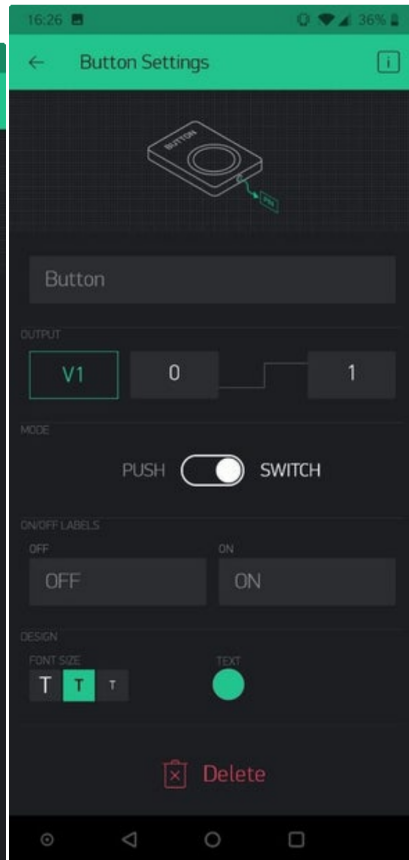 16:26 36%
Button Settings
i
BUTTON
PIN
Button
OUTPUT
V1 0 1
MODE
PUSH SWITCH
ON/OFF LABELS
OFF ON
OFF ON
DESIGN
FONT SIZE TEXT
T T T
Delete